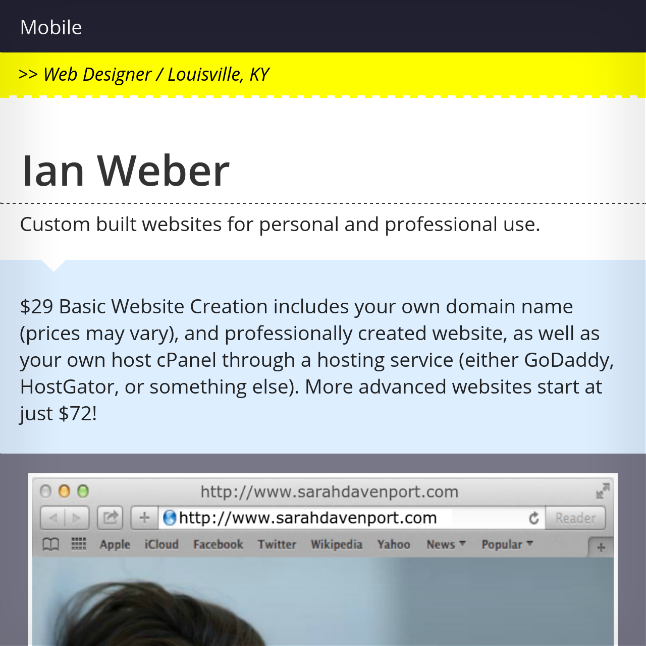 Mobile
>> Web Designer / Louisville, KY
Ian Weber
Custom built websites for personal and professional use.
$29 Basic Website Creation includes your own domain name
(prices may vary), and professionally created website, as well as
your own host cPanel through a hosting service (either GoDaddy,
HostGator, or something else). More advanced websites start at
just $72!
http://www.sarahdavenport.com
http://www.sarahdavenport.com Reader
Apple iCloud Facebook Twitter Wikipedia Yahoo News Popular